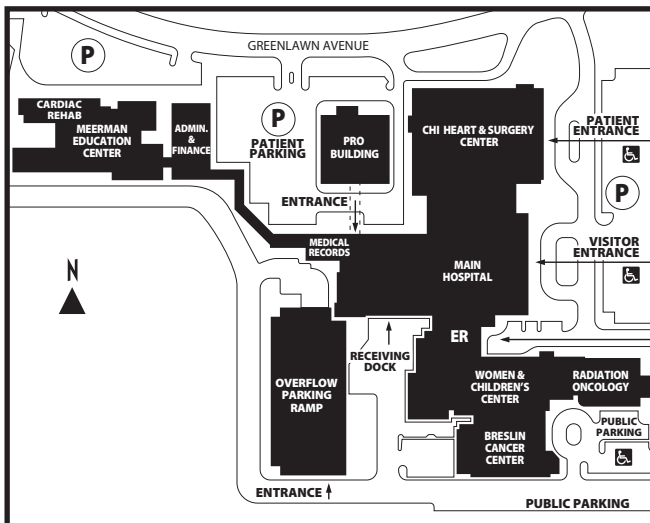 GREENLAWN AVENUE
P
CARDIAC
REHAB
MEERMAN
EDUCATION
CENTER
ADMIN.
&
FINANCE
P
PATIENT
PARKING
PRO
BUILDING
CHI HEART & SURGERY
CENTER
PATIENT
ENTRANCE
P
ENTRANCE
MEDICAL
RECORDS
MAIN
HOSPITAL
VISITOR
ENTRANCE
N
ER
RECEIVING
DOCK
OVERFLOW
PARKING
RAMP
WOMEN &
CHILDREN'S
CENTER
RADIATION
ONCOLOGY
BRESLIN
CANCER
CENTER
PUBLIC
PARKING
ENTRANCE
PUBLIC PARKING